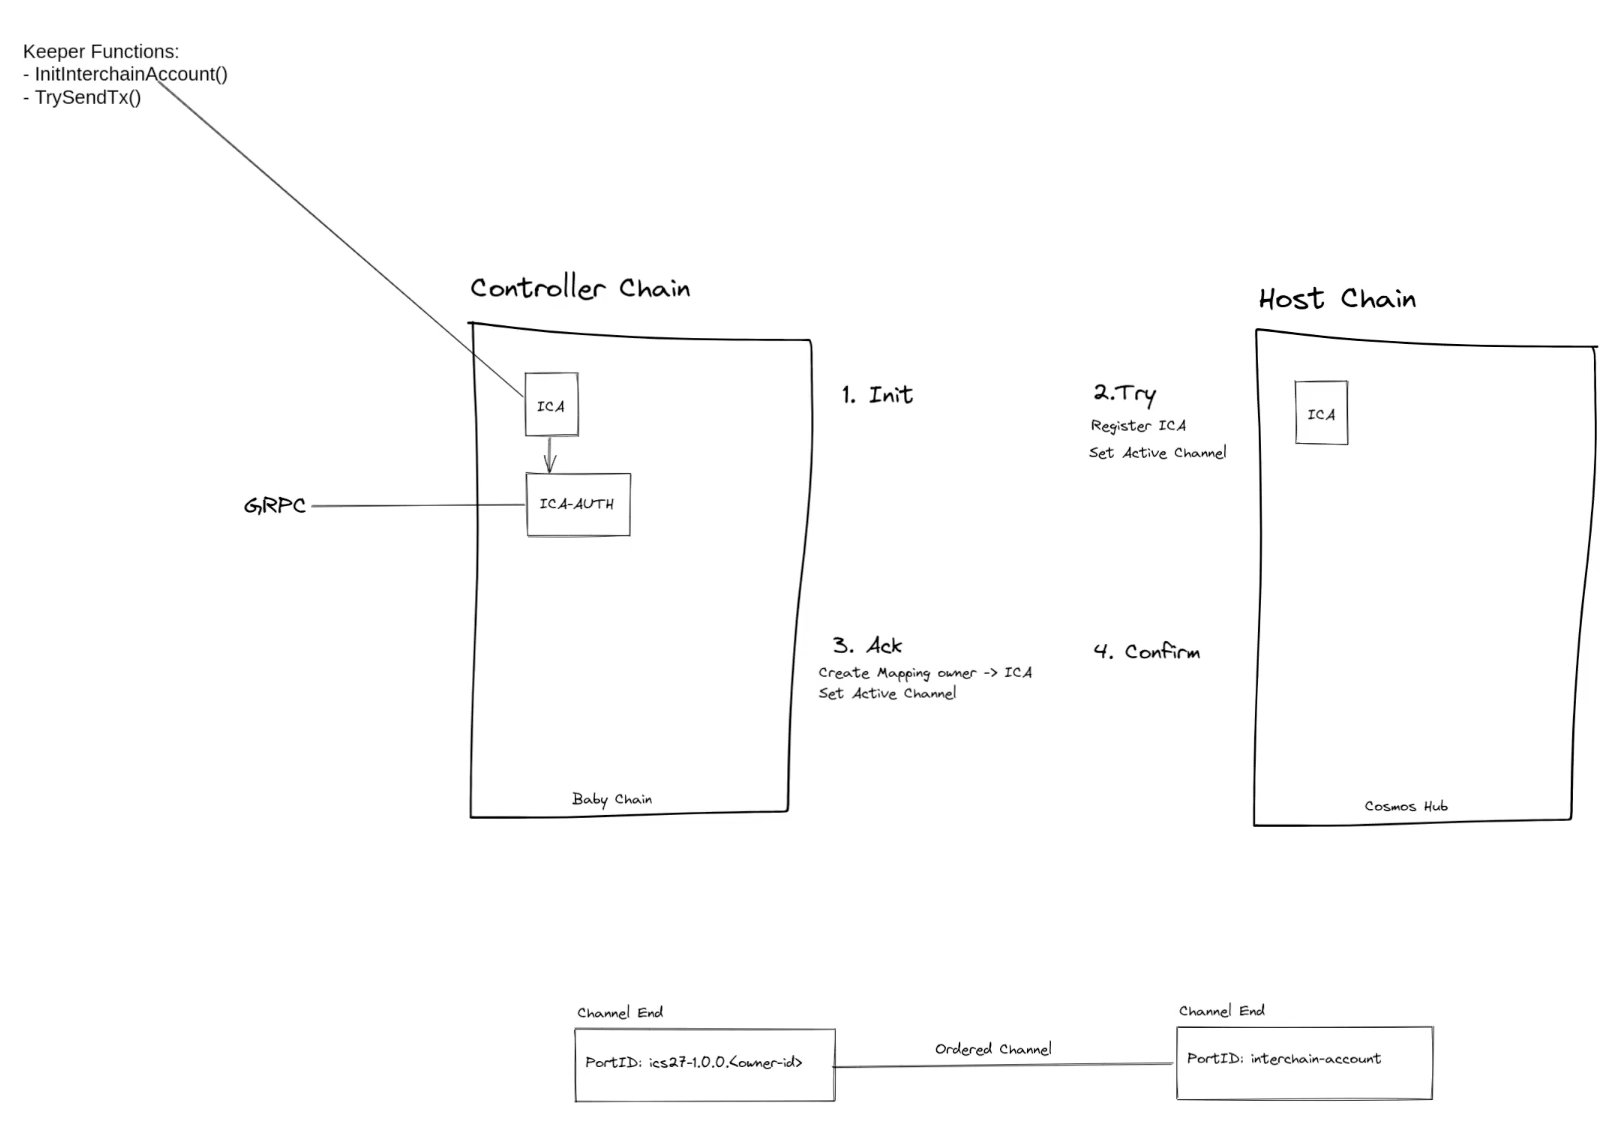 Keeper Functions:
- InitInterchainAccount()
- TrySendTx()
Controller Chain
Host Chain
ICA
1. Init
2.Try
Register ICA
Set Active Channel
ICA
GRPC
ICA-AUTH
3. Ack
Create Mapping owner -> ICA
Set Active Channel
4. Confirm
Baby Chain
Cosmos Hub
Channel End
PortID: ics27-1.0.0.<owner-id>
Ordered Channel
Channel End
PortID: interchain-account